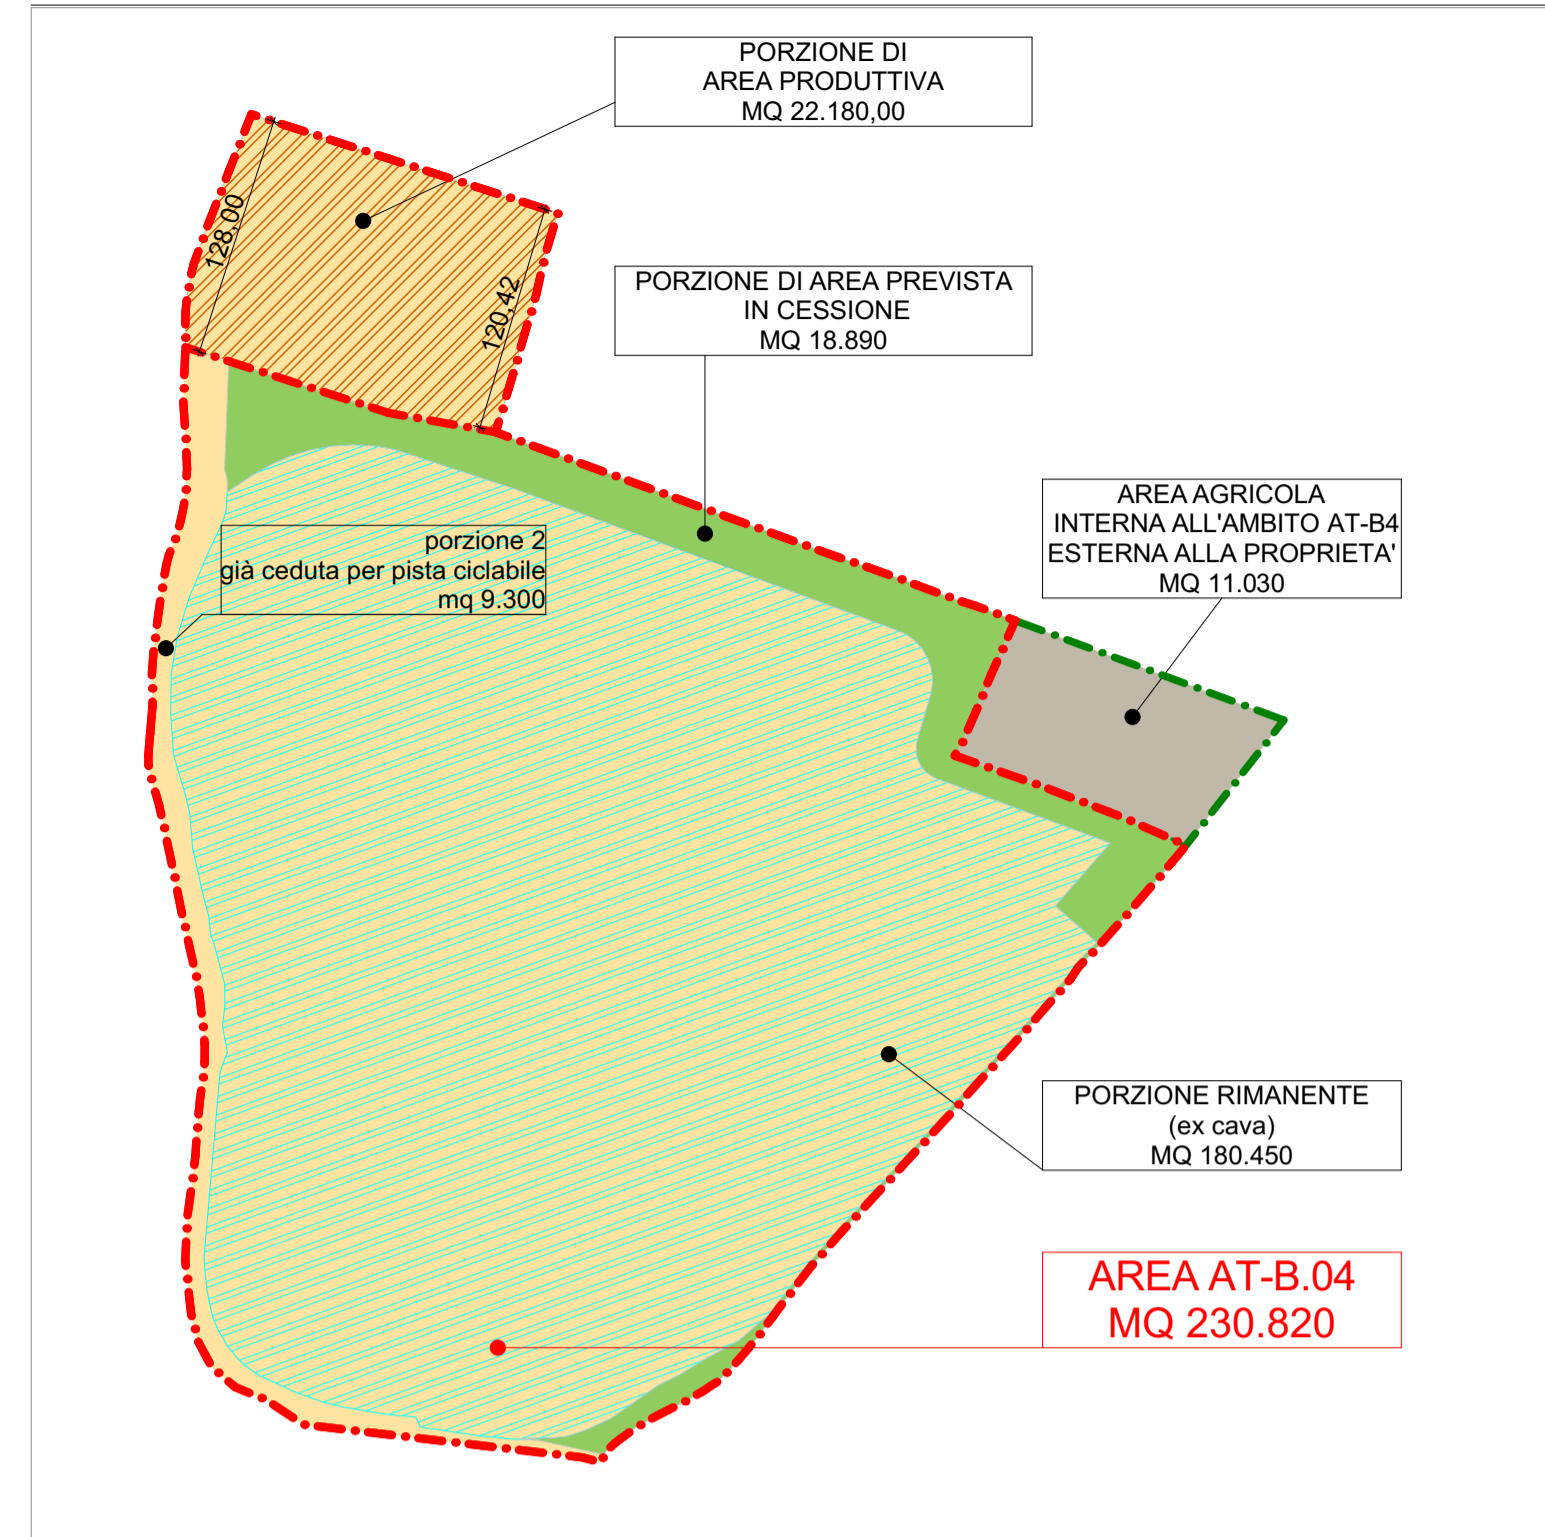 PORZIONE DI
AREA PRODUTTIVA
MQ 22.180,00
128,00
120,42
PORZIONE DI AREA PREVISTA
IN CESSIONE
MQ 18.890
AREA AGRICOLA
INTERNA ALL'AMBITO AT-B4
ESTERNA ALLA PROPRIETA'
MQ 11.030
porzione 2
già ceduta per pista ciclabile
mq 9.300
PORZIONE RIMANENTE
(ex cava)
MQ 180.450
AREA AT-B.04
MQ 230.820